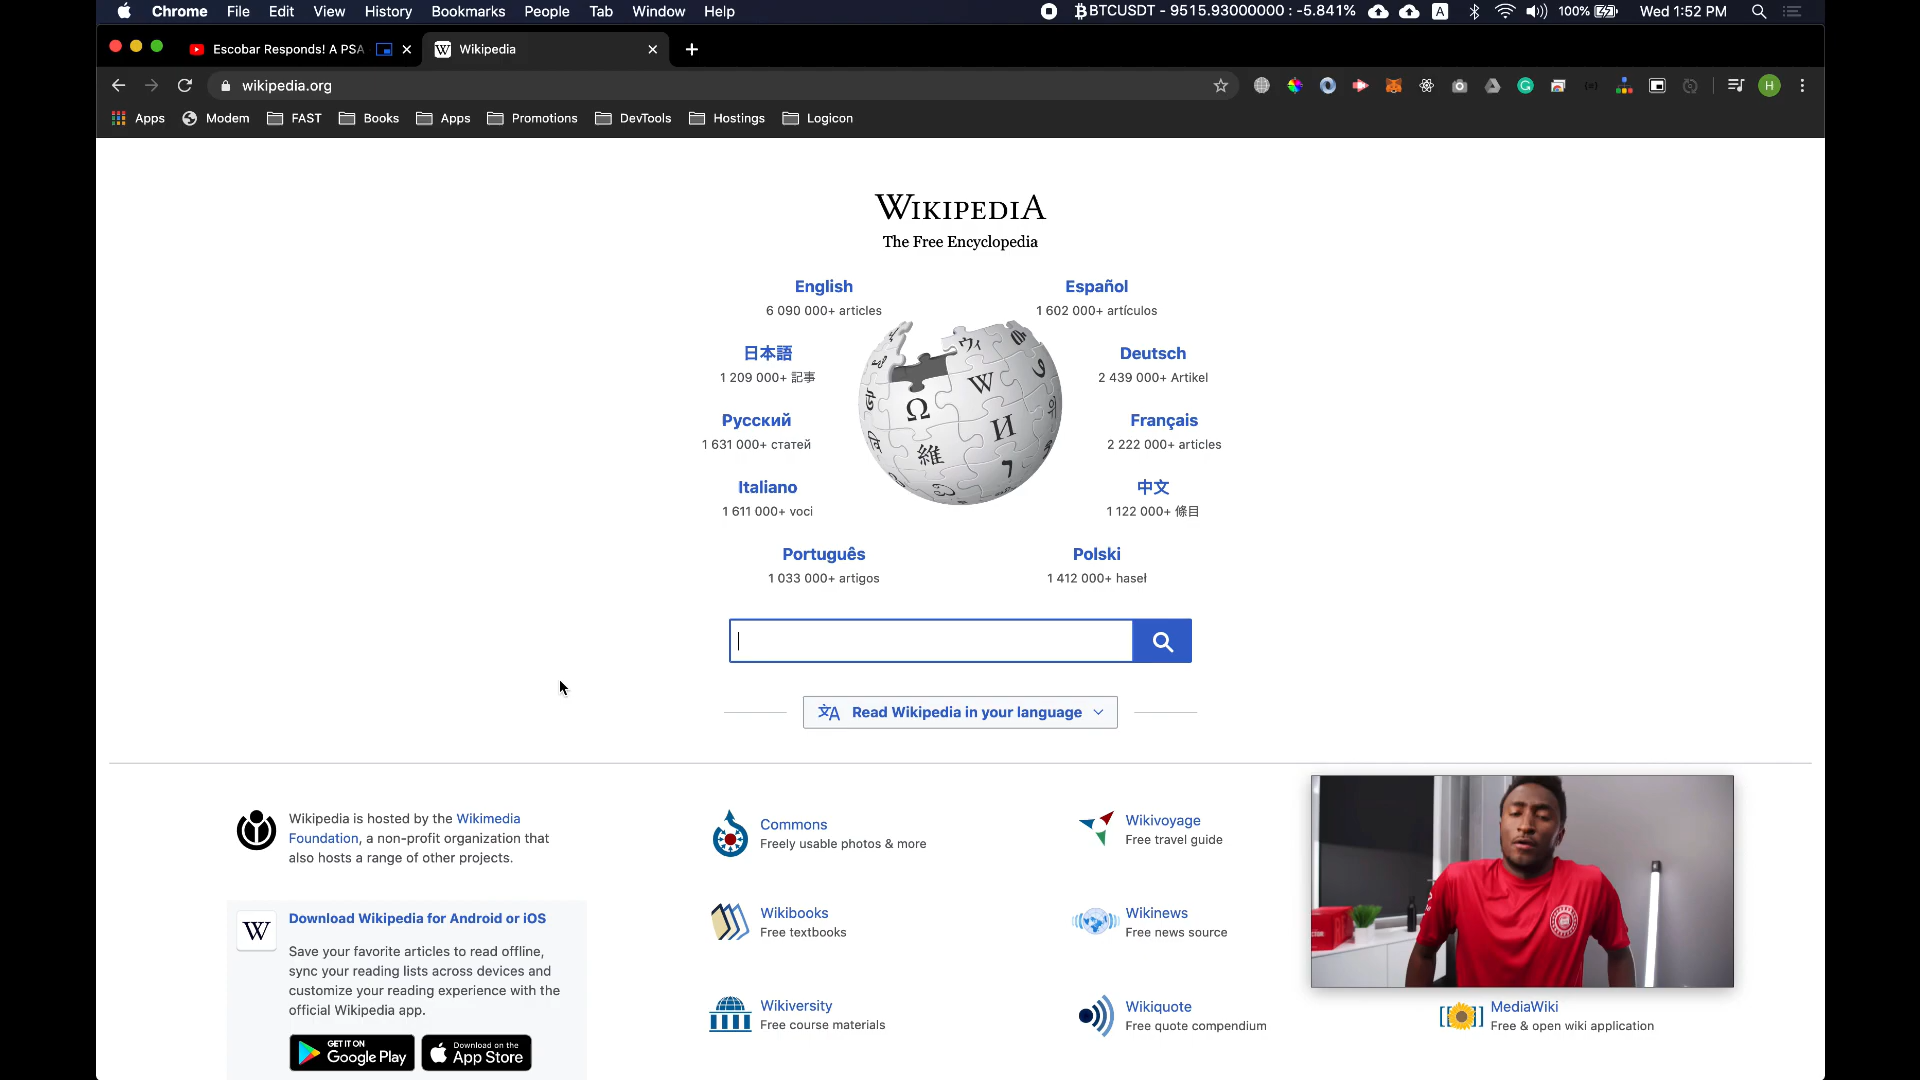 Chrome File Edit View History Bookmarks People Tab Window Help
BTCUSDT - 9515.93000000 : -5.841% A 100% Wed 1:52 PM
Escobar Responds! A PSA
Wikipedia
wikipedia.org
H
Apps Modem FAST Books Apps Promotions DevTools Hostings Logicon
WIKIPEDIA
The Free Encyclopedia
English
6 090 000+ articles
Español
1 602 000+ artículos
日本語
1 209 000+ 記事
Deutsch
2 439 000+ Artikel
Русский
1 631 000+ статей
Français
2 222 000+ articles
Italiano
1 611 000+ voci
中文
1 122 000+ 條目
Português
1 033 000+ artigos
Polski
1 412 000+ haseł
Ω W И 維 ウィ
Read Wikipedia in your language
Wikipedia is hosted by the Wikimedia
Foundation, a non-profit organization that
also hosts a range of other projects.
W
Download Wikipedia for Android or iOS
Save your favorite articles to read offline,
sync your reading lists across devices and
customize your reading experience with the
official Wikipedia app.
GET IT ON
Google Play
Download on the
App Store
Commons
Freely usable photos & more
Wikivoyage
Free travel guide
Wikibooks
Free textbooks
Wikinews
Free news source
Wikiversity
Free course materials
Wikiquote
Free quote compendium
MediaWiki
Free & open wiki application